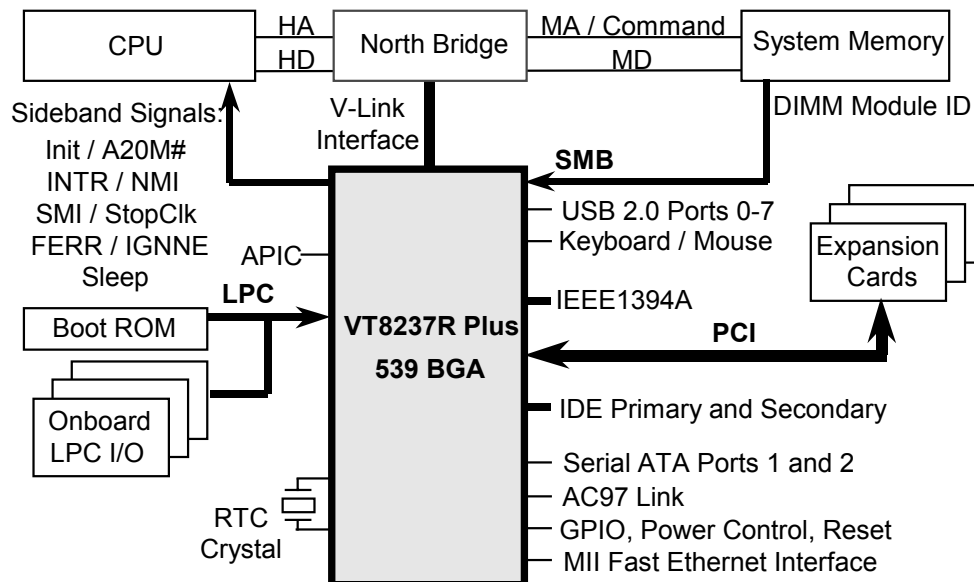 CPU
HA
HD
North Bridge
MA / Command
MD
System Memory
Sideband Signals:
Init / A20M#
INTR / NMI
SMI / StopClk
FERR / IGNNE
Sleep
V-Link
Interface
DIMM Module ID
SMB
USB 2.0 Ports 0-7
Keyboard / Mouse
Expansion
Cards
APIC
LPC
IEEE1394A
Boot ROM
VT8237R Plus
539 BGA
PCI
Onboard
LPC I/O
IDE Primary and Secondary
Serial ATA Ports 1 and 2
AC97 Link
RTC
Crystal
GPIO, Power Control, Reset
MII Fast Ethernet Interface